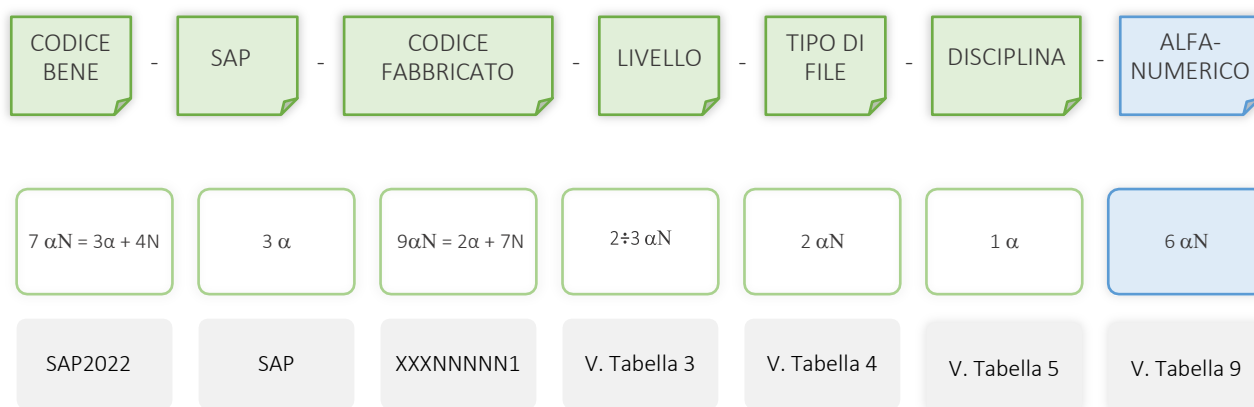 CODICE
BENE
-
SAP
-
CODICE
FABBRICATO
-
LIVELLO
-
TIPO DI
FILE
-
DISCIPLINA
-
ALFA-
NUMERICO
7 αN = 3α + 4N
3 α
9αN = 2α + 7N
2÷3 αN
2 αN
1 α
6 αN
SAP2022
SAP
XXXNNNNN1
V. Tabella 3
V. Tabella 4
V. Tabella 5
V. Tabella 9